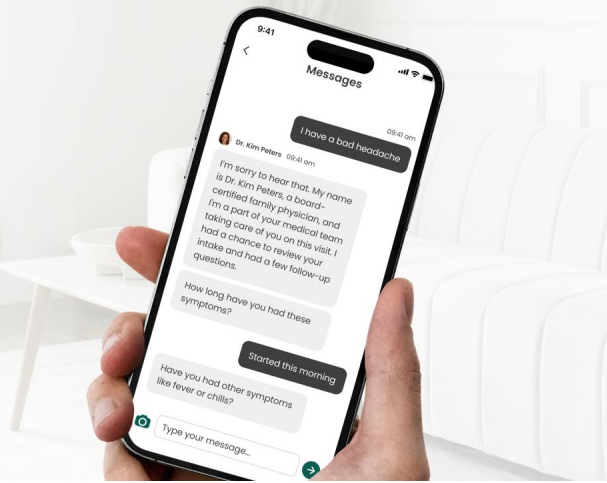 9:41
Messages
09:41 am
I have a bad headache
Dr. Kim Peters 09:41 am
I'm sorry to hear that. My name
is Dr. Kim Peters, a board-
certified family physician, and
I'm a part of your medical team
taking care of you on this visit. I
had a chance to review your
intake and had a few follow-up
questions.
How long have you had these
symptoms?
Started this morning
Have you had other symptoms
like fever or chills?
Type your message...